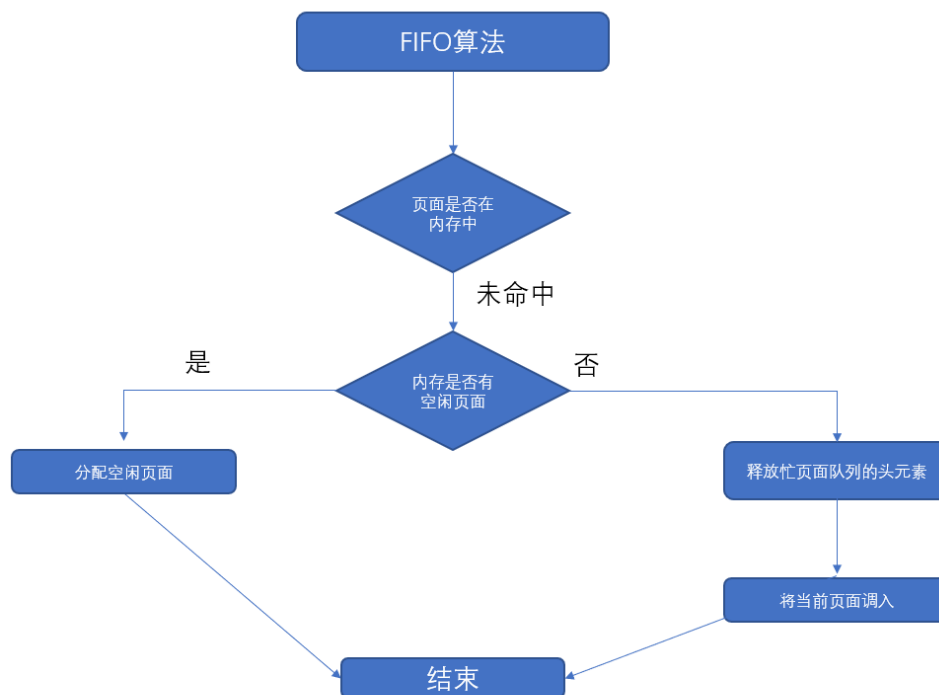 FIFO算法
页面是否在
内存中
未命中
是
内存是否有
空闲页面
否
分配空闲页面
释放忙页面队列的头元素
将当前页面调入
结束